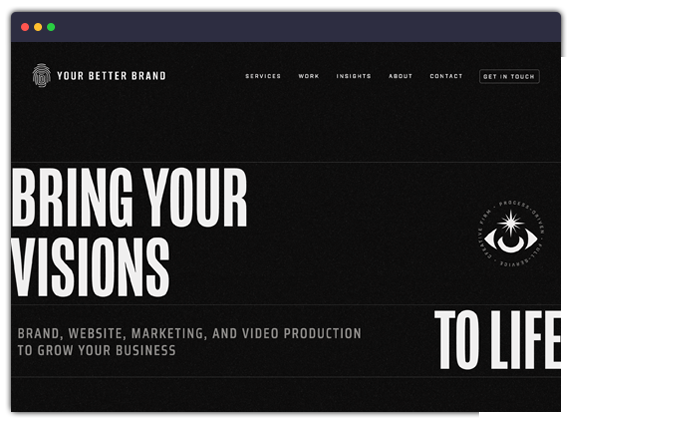 YOUR BETTER BRAND
SERVICES WORK INSIGHTS ABOUT CONTACT GET IN TOUCH
BRING YOUR
VISIONS
PROCESS-DRIVEN • FULL-SERVICE • CREATIVE FIRM •
TO LIFE
BRAND, WEBSITE, MARKETING, AND VIDEO PRODUCTION
TO GROW YOUR BUSINESS